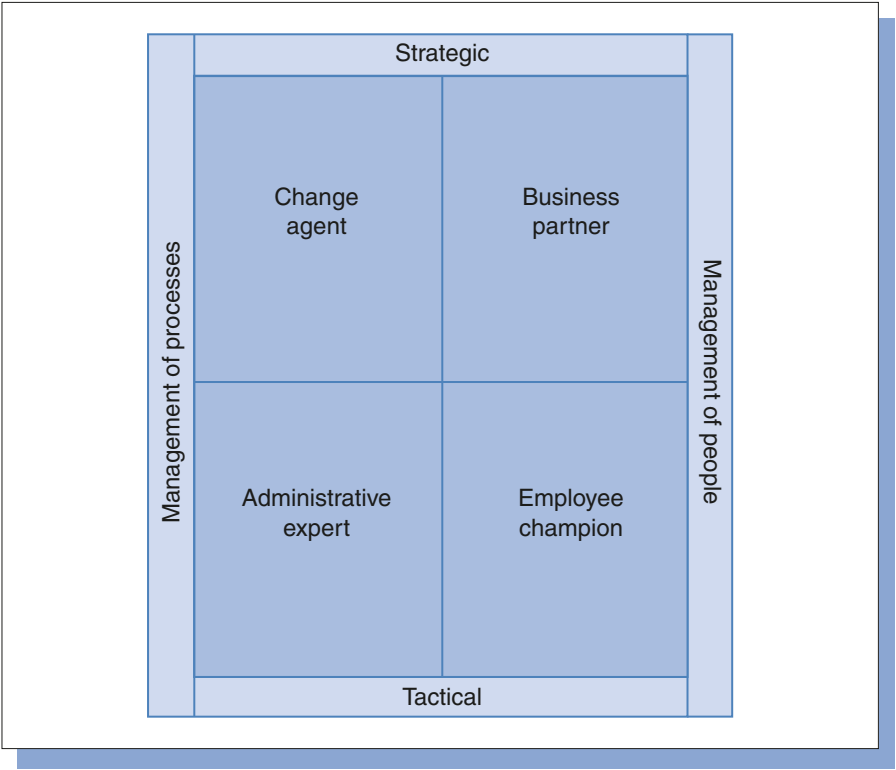 Strategic
Management of processes
Change
agent
Business
partner
Management of people
Administrative
expert
Employee
champion
Tactical